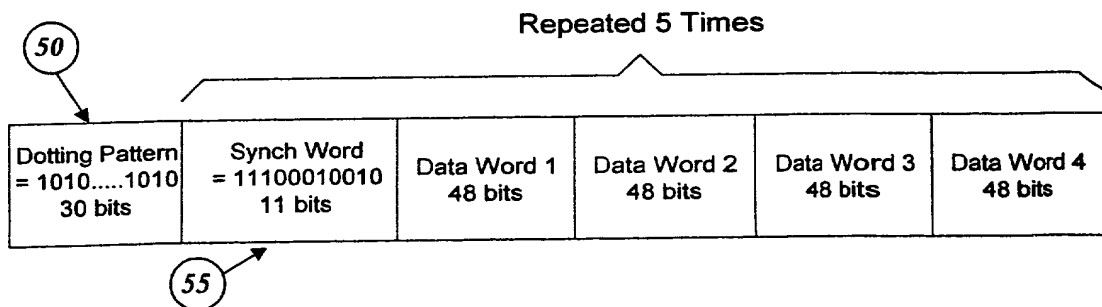 Repeated 5 Times
50
Dotting Pattern
= 1010.....1010
30 bits
Synch Word
= 11100010010
11 bits
Data Word 1
48 bits
Data Word 2
48 bits
Data Word 3
48 bits
Data Word 4
48 bits
55